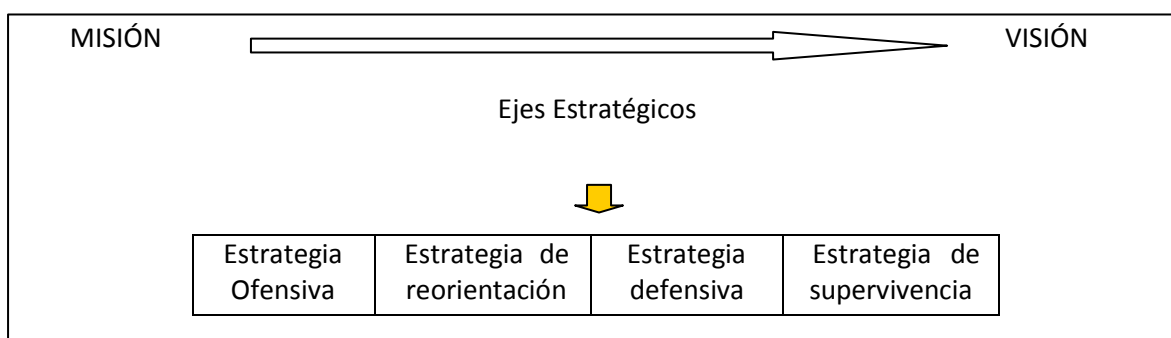 MISIÓN VISIÓN
Ejes Estratégicos
Estrategia Ofensiva
Estrategia de reorientación
Estrategia defensiva
Estrategia de supervivencia